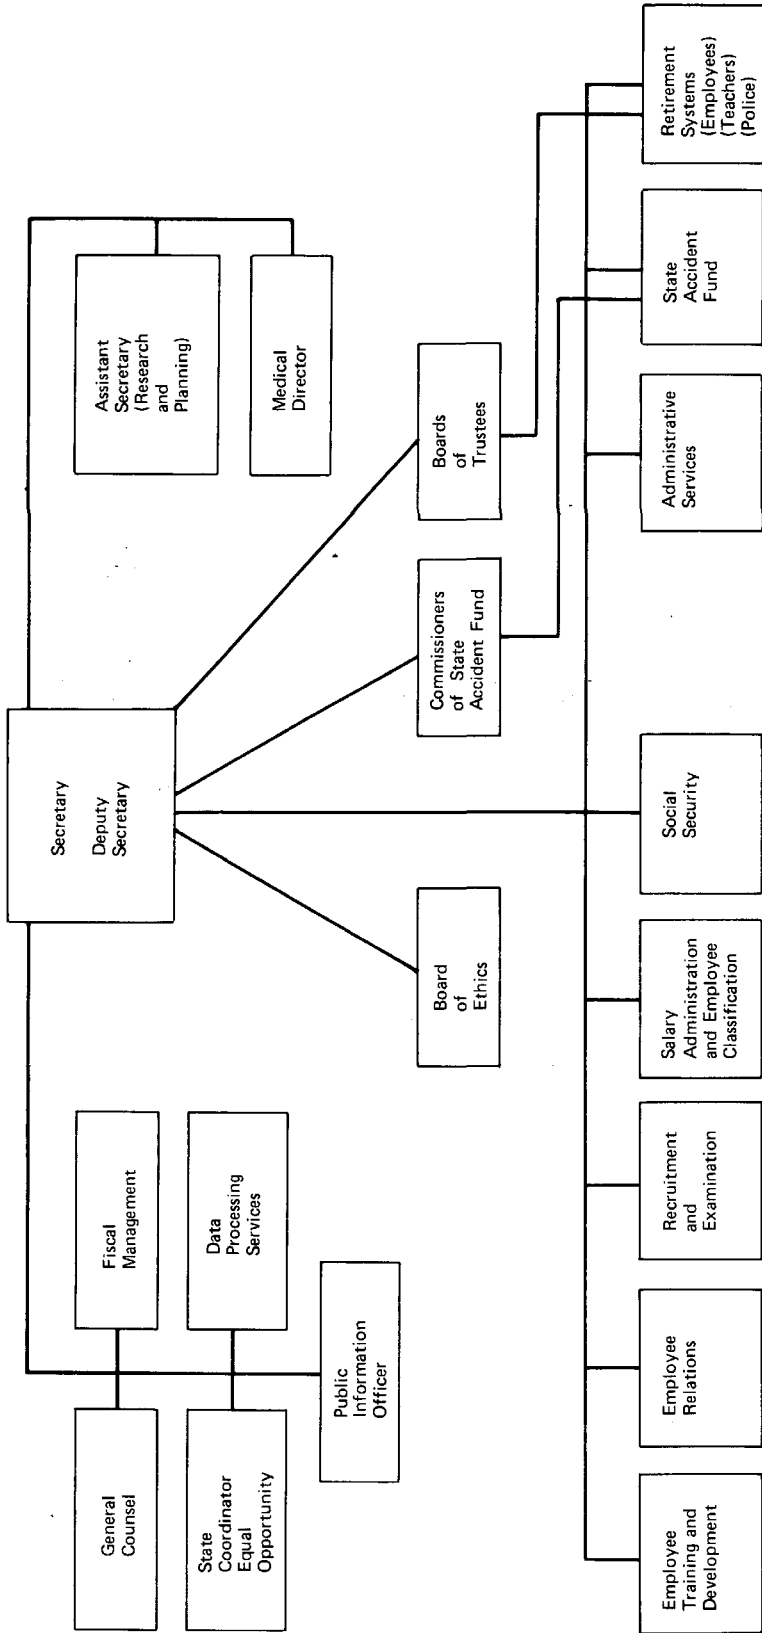 Secretary
Deputy
Secretary
General
Counsel
Fiscal
Management
State
Coordinator
Equal
Opportunity
Data
Processing
Services
Public
Information
Officer
Assistant
Secretary
(Research
and
Planning)
Medical
Director
Board
of
Ethics
Commissioners
of State
Accident Fund
Boards
of
Trustees
Employee
Training and
Development
Employee
Relations
Recruitment
and
Examination
Salary
Administration
and Employee
Classification
Social
Security
Administrative
Services
State
Accident
Fund
Retirement
Systems
(Employees)
(Teachers)
(Police)